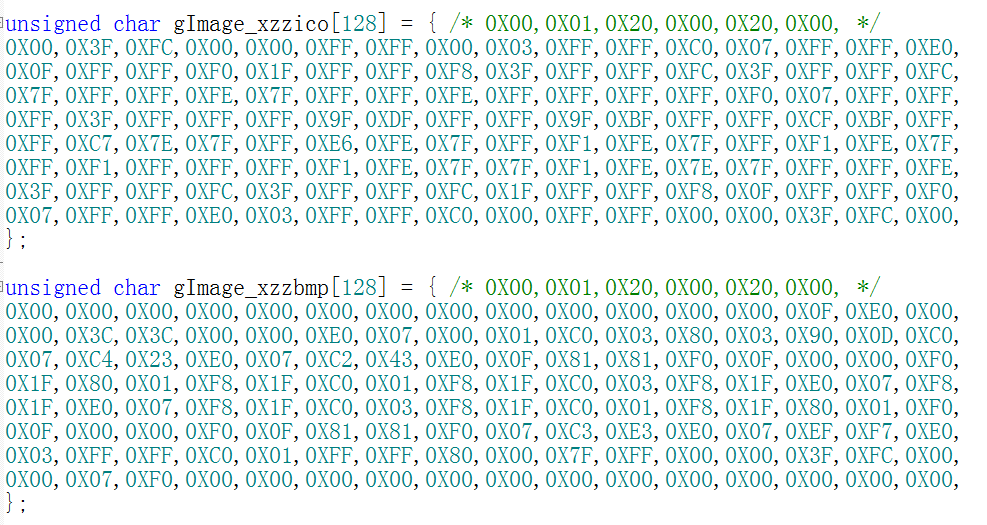 unsigned char gImage_xzzico[128] = { /* 0X00,0X01,0X20,0X00,0X20,0X00, */
0X00,0X3F,0XFC,0X00,0X00,0XFF,0XFF,0X00,0X03,0XFF,0XFF,0XC0,0X07,0XFF,0XFF,0XE0,
0X0F,0XFF,0XFF,0XF0,0X1F,0XFF,0XFF,0XF8,0X3F,0XFF,0XFF,0XFC,0X3F,0XFF,0XFF,0XFC,
0X7F,0XFF,0XFF,0XFE,0X7F,0XFF,0XFF,0XFE,0XFF,0XFF,0XFF,0XFF,0XF0,0X07,0XFF,0XFF,
0XFF,0X3F,0XFF,0XFF,0XFF,0X9F,0XDF,0XFF,0XFF,0X9F,0XBF,0XFF,0XFF,0XCF,0XBF,0XFF,
0XFF,0XC7,0X7E,0X7F,0XFF,0XE6,0XFE,0X7F,0XFF,0XF1,0XFE,0X7F,0XFF,0XF1,0XFE,0X7F,
0XFF,0XF1,0XFF,0XFF,0XFF,0XF1,0XFE,0X7F,0X7F,0XF1,0XFE,0X7E,0X7F,0XFF,0XFF,0XFE,
0X3F,0XFF,0XFF,0XFC,0X3F,0XFF,0XFF,0XFC,0X1F,0XFF,0XFF,0XF8,0X0F,0XFF,0XFF,0XF0,
0X07,0XFF,0XFF,0XE0,0X03,0XFF,0XFF,0XC0,0X00,0XFF,0XFF,0X00,0X00,0X3F,0XFC,0X00,
};
unsigned char gImage_xzzbmp[128] = { /* 0X00,0X01,0X20,0X00,0X20,0X00, */
0X00,0X00,0X00,0X00,0X00,0X00,0X00,0X00,0X00,0X00,0X00,0X00,0X00,0X0F,0XE0,0X00,
0X00,0X3C,0X3C,0X00,0X00,0XE0,0X07,0X00,0X01,0XC0,0X03,0X80,0X03,0X90,0X0D,0XC0,
0X07,0XC4,0X23,0XE0,0X07,0XC2,0X43,0XE0,0X0F,0X81,0X81,0XF0,0X0F,0X00,0X00,0XF0,
0X1F,0X80,0X01,0XF8,0X1F,0XC0,0X01,0XF8,0X1F,0XC0,0X03,0XF8,0X1F,0XE0,0X07,0XF8,
0X1F,0XE0,0X07,0XF8,0X1F,0XC0,0X03,0XF8,0X1F,0XC0,0X01,0XF8,0X1F,0X80,0X01,0XF0,
0X0F,0X00,0X00,0XF0,0X0F,0X81,0X81,0XF0,0X07,0XC3,0XE3,0XE0,0X07,0XEF,0XF7,0XE0,
0X03,0XFF,0XFF,0XC0,0X01,0XFF,0XFF,0X80,0X00,0X7F,0XFF,0X00,0X00,0X3F,0XFC,0X00,
0X00,0X07,0XF0,0X00,0X00,0X00,0X00,0X00,0X00,0X00,0X00,0X00,0X00,0X00,0X00,0X00,
};